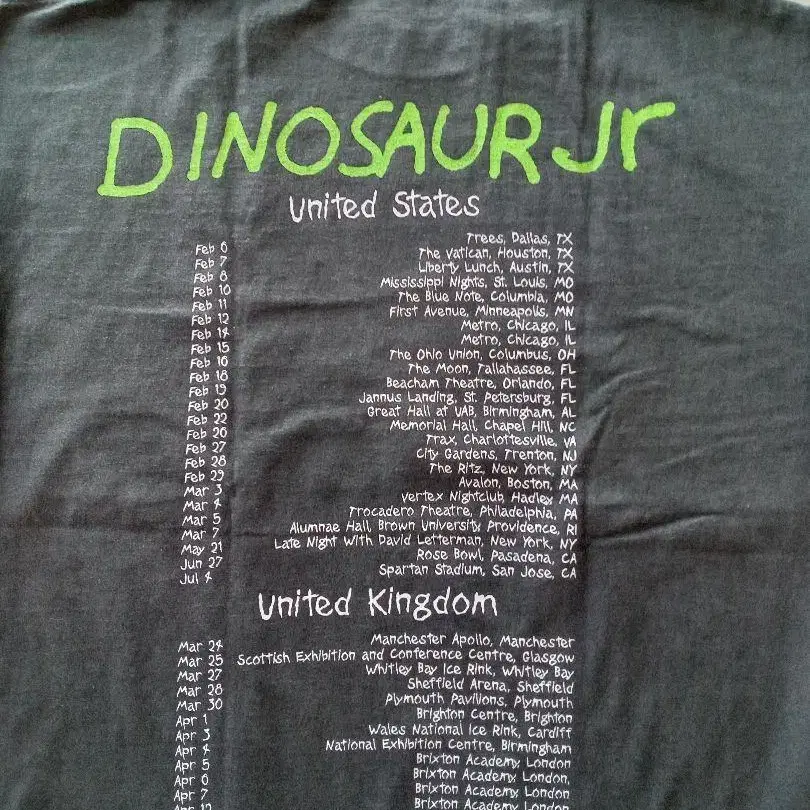 DINOSAUR Jr
United States
Feb 6 Trees, Dallas, TX
Feb 7 The Vatican, Houston, TX
Feb 8 Liberty Lunch, Austin, TX
Feb 10 Mississippi Nights, St. Louis, MO
Feb 11 The Blue Note, Columbia, MO
Feb 12 First Avenue, Minneapolis, MN
Feb 14 Metro, Chicago, IL
Feb 15 Metro, Chicago, IL
Feb 16 The Ohio Union, Columbus, OH
Feb 18 The Moon, Tallahassee, FL
Feb 19 Beacham Theatre, Orlando, FL
Feb 20 Jannus Landing, St. Petersburg, FL
Feb 22 Great Hall at UAB, Birmingham, AL
Feb 26 Memorial Hall, Chapel Hill, NC
Feb 27 Trax, Charlottesville, VA
Feb 28 City Gardens, Trenton, NJ
Feb 29 The Ritz, New York, NY
Mar 3 Avalon, Boston, MA
Mar 4 Vertex Nightclub, Hadley, MA
Mar 5 Trocadero Theatre, Philadelphia, PA
Mar 7 Alumnae Hall, Brown University, Providence, RI
May 21 Late Night With David Letterman, New York, NY
Jun 27 Rose Bowl, Pasadena, CA
Jul 4 Spartan Stadium, San Jose, CA
United Kingdom
Mar 24 Manchester Apollo, Manchester
Mar 25 Scottish Exhibition and Conference Centre, Glasgow
Mar 27 Whitley Bay Ice Rink, Whitley Bay
Mar 28 Sheffield Arena, Sheffield
Mar 30 Plymouth Pavilions, Plymouth
Apr 1 Brighton Centre, Brighton
Apr 3 Wales National Ice Rink, Cardiff
Apr 4 National Exhibition Centre, Birmingham
Apr 5 Brixton Academy, London
Apr 6 Brixton Academy, London,
Apr 7 Brixton Academy, London
Apr Brixton Academy, London